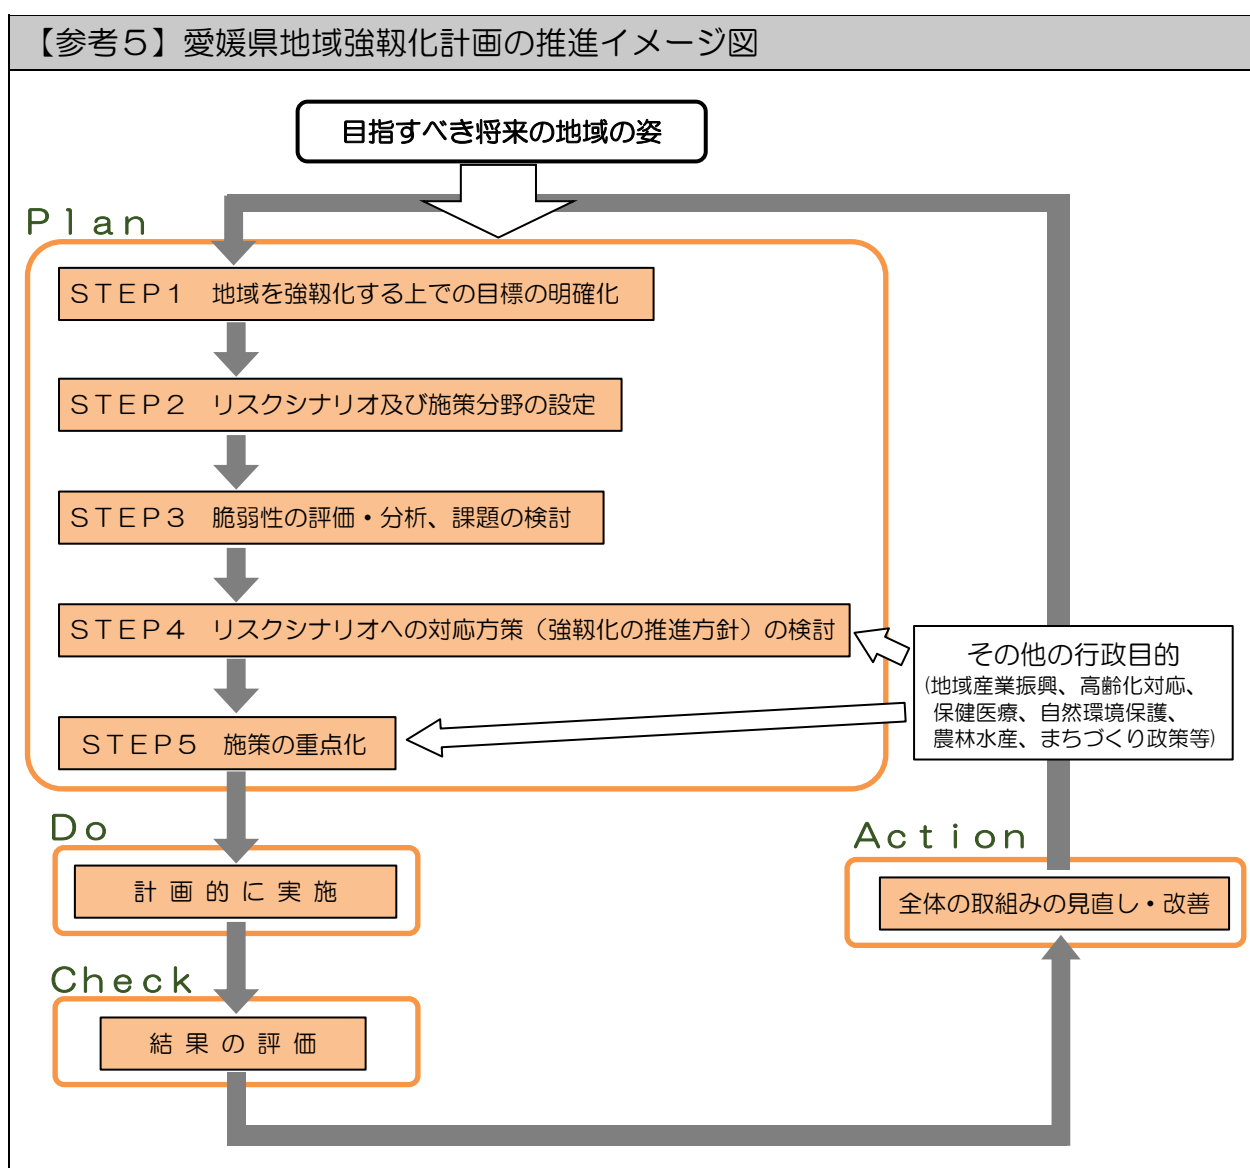 【参考５】愛媛県地域強靱化計画の推進イメージ図
目指すべき将来の地域の姿
Ｐｌａｎ
ＳＴＥＰ１　地域を強靱化する上での目標の明確化
ＳＴＥＰ２　リスクシナリオ及び施策分野の設定
ＳＴＥＰ３　脆弱性の評価・分析、課題の検討
ＳＴＥＰ４　リスクシナリオへの対応方策（強靱化の推進方針）の検討
その他の行政目的
(地域産業振興、高齢化対応、
保健医療、自然環境保護、
農林水産、まちづくり政策等)
ＳＴＥＰ５　施策の重点化
Ｄｏ
計画的に実施
Ｃｈｅｃｋ
結果の評価
Ａｃｔｉｏｎ
全体の取組みの見直し・改善